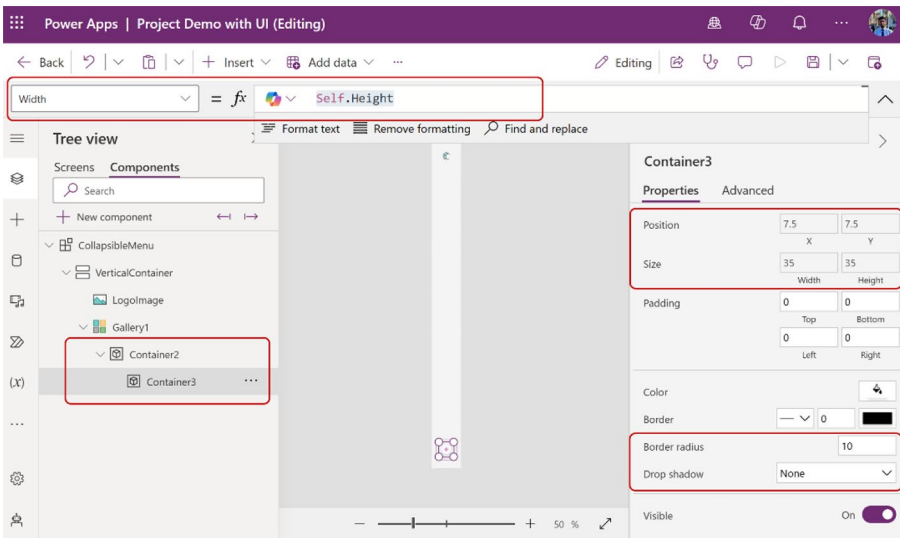 Power Apps | Project Demo with UI (Editing)
Back Insert Add data ... Editing
Width = fx Self.Height
Format text Remove formatting Find and replace
Tree view
Screens Components
Search
New component
CollapsibleMenu
VerticalContainer
LogoImage
Gallery1
Container2
Container3 ...
(x)
50 %
Container3
Properties Advanced
Position 7.5 7.5
X Y
Size 35 35
Width Height
Padding 0 0
Top Bottom
0 0
Left Right
Color
Border 0
Border radius 10
Drop shadow None
Visible On